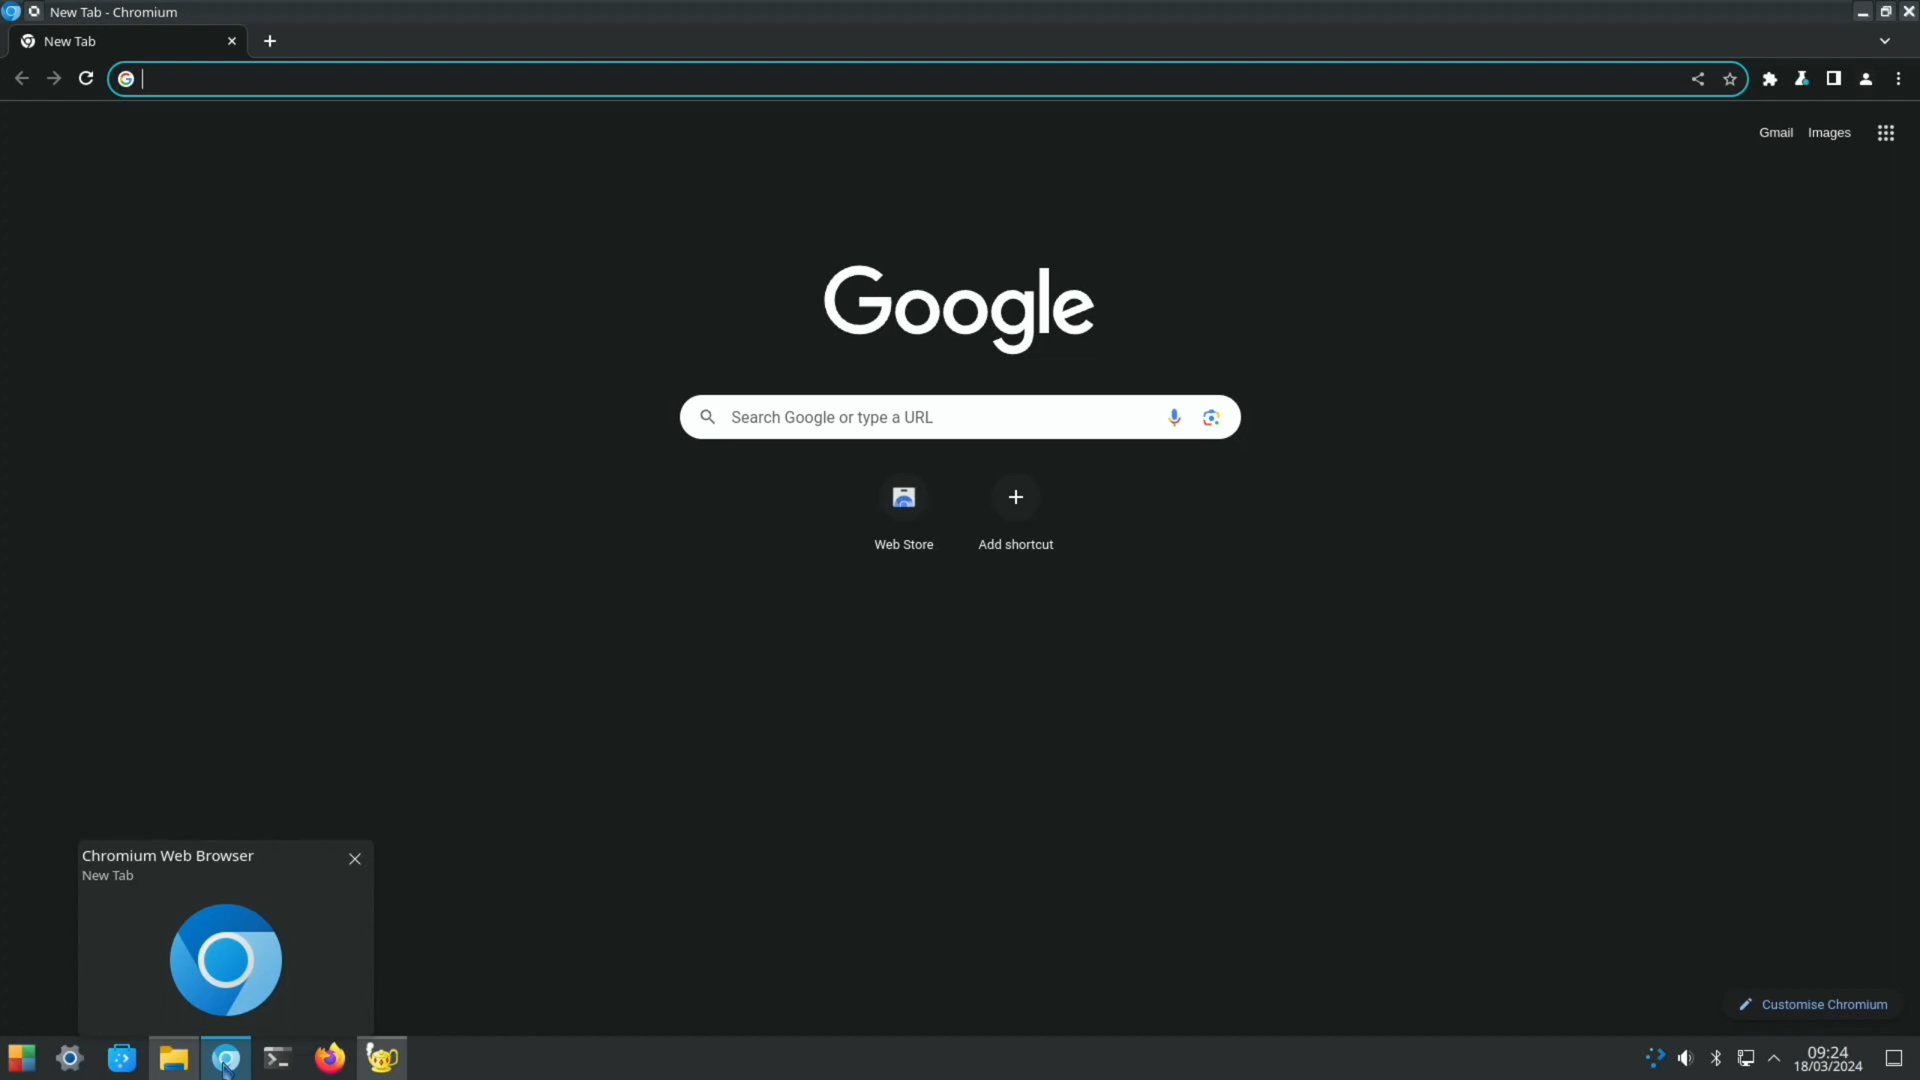 New Tab - Chromium
New Tab
Gmail Images
Google
Search Google or type a URL
Web Store Add shortcut
Chromium Web Browser
New Tab
Customise Chromium
09:24
18/03/2024